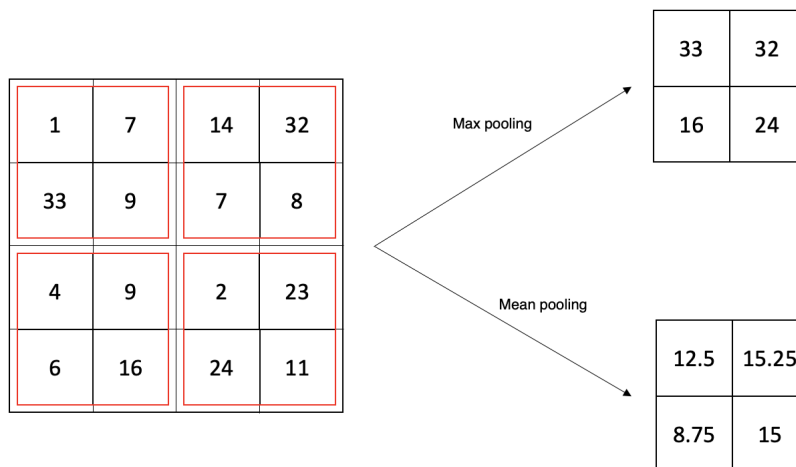 33 32
16 24
1 7 14 32
33 9 7 8
4 9 2 23
6 16 24 11
Max pooling
Mean pooling
12.5 15.25
8.75 15